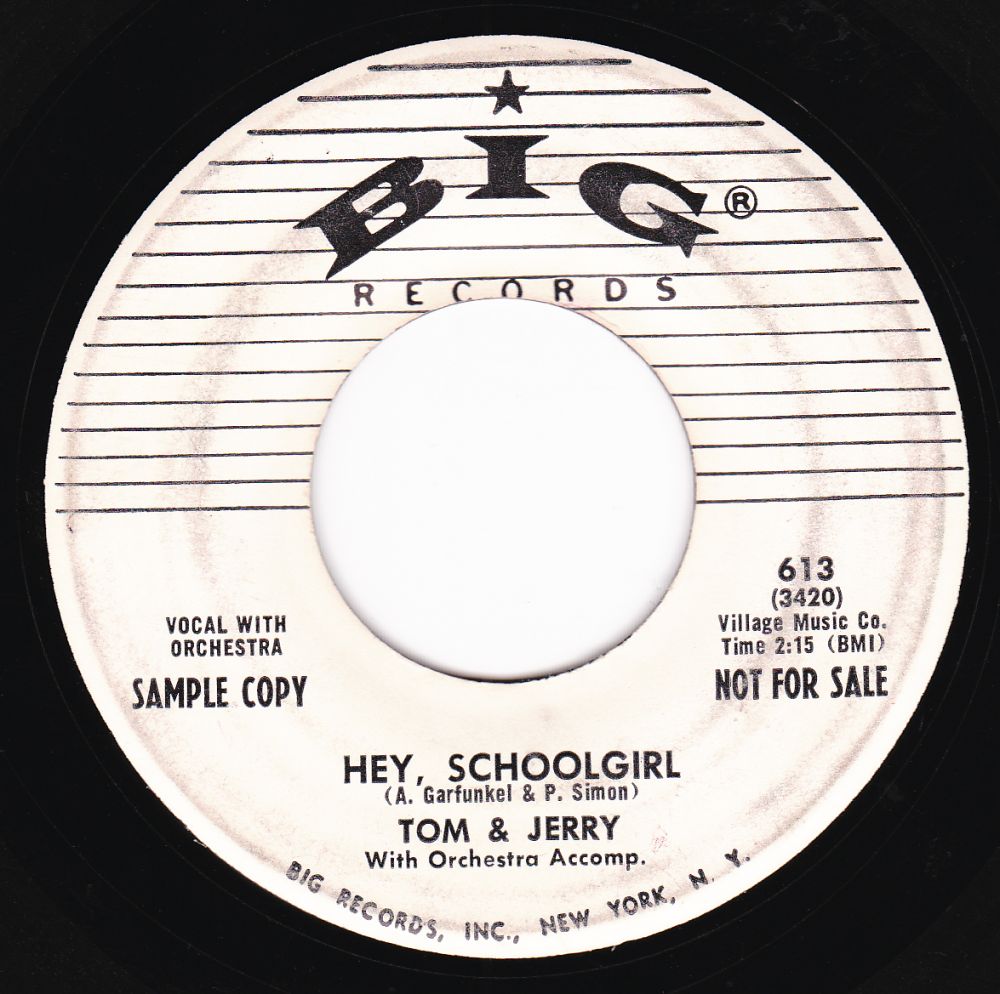 BIG ®
RECORDS
613
(3420)
VOCAL WITH
ORCHESTRA
Village Music Co.
Time 2:15 (BMI)
SAMPLE COPY
NOT FOR SALE
HEY, SCHOOLGIRL
(A. Garfunkel & P. Simon)
TOM & JERRY
With Orchestra Accomp.
BIG RECORDS, INC., NEW YORK, N. Y.